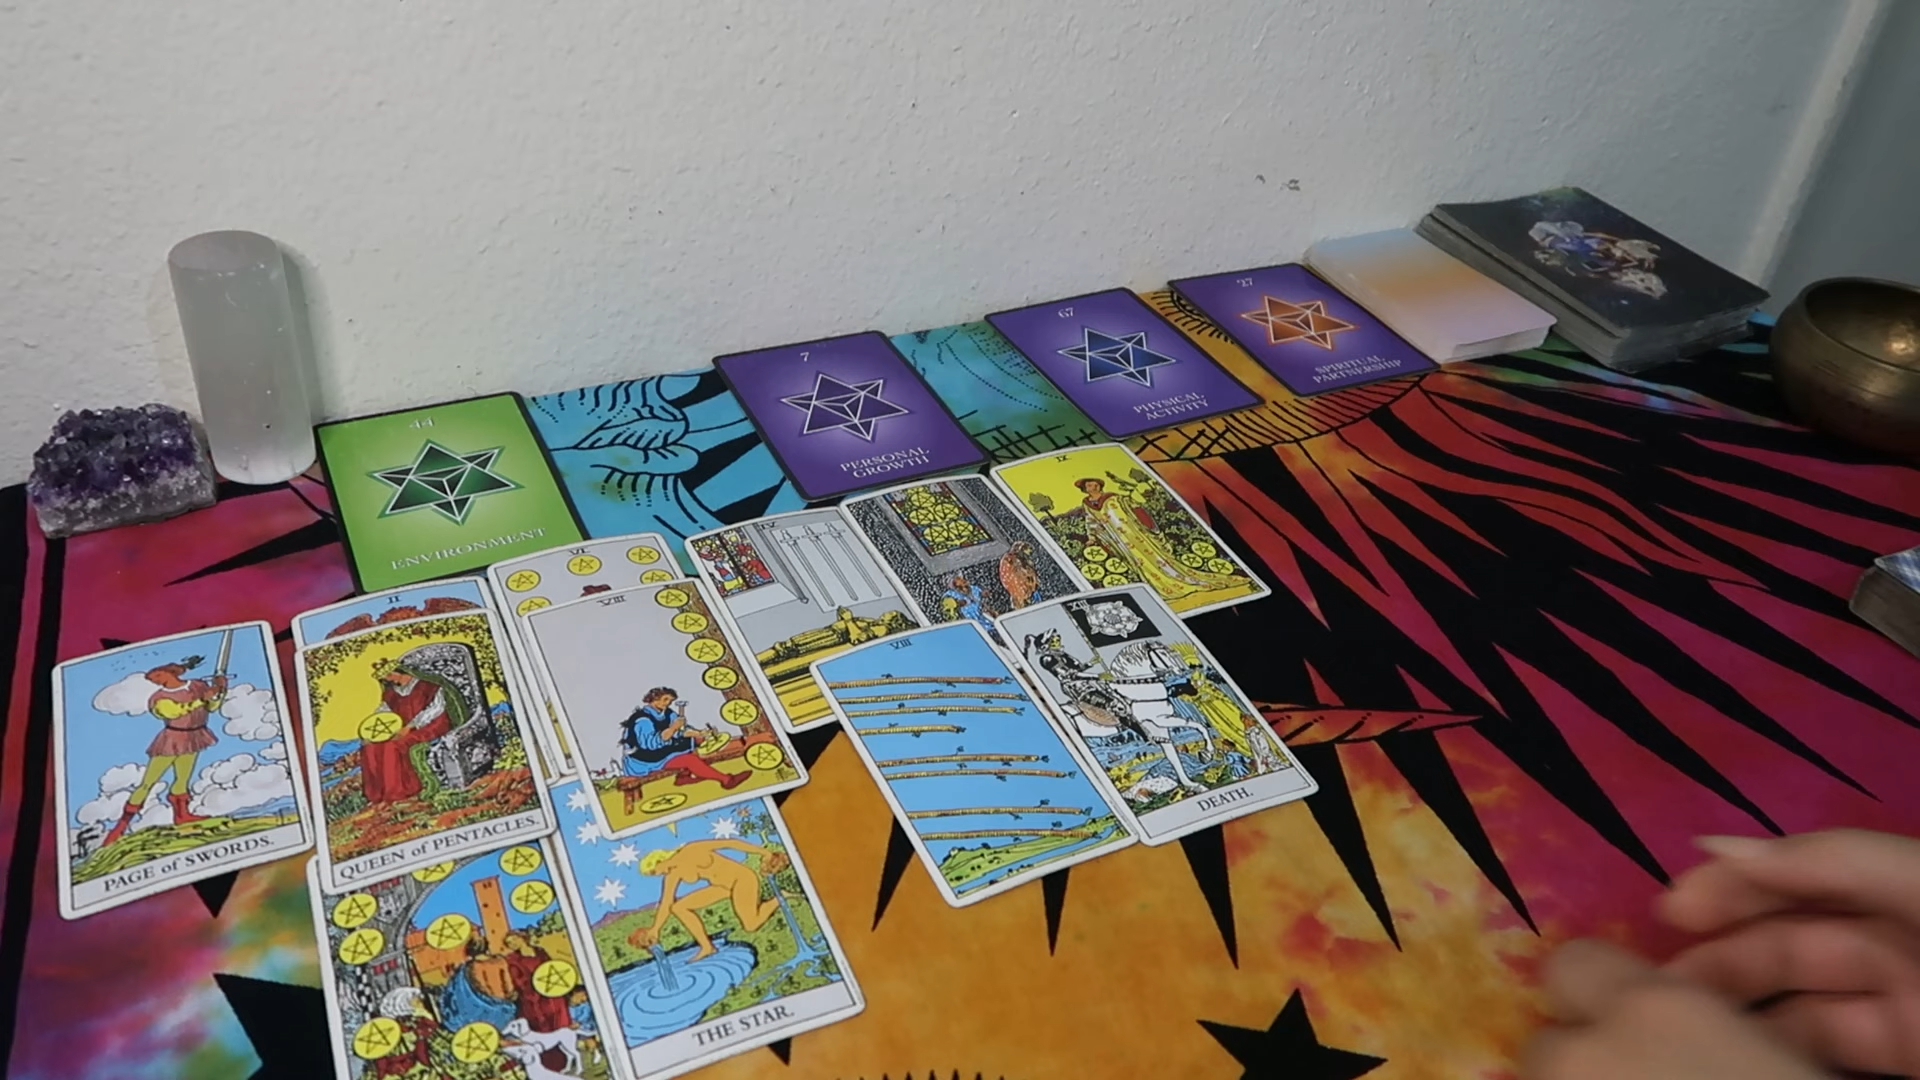 44
ENVIRONMENT
7
PERSONAL
GROWTH
67
PHYSICAL
ACTIVITY
27
SPIRITUAL
PARTNERSHIP
II
VI
IV
IX
PAGE of SWORDS.
QUEEN of PENTACLES.
VIII
VIII
XIII
DEATH.
THE STAR.